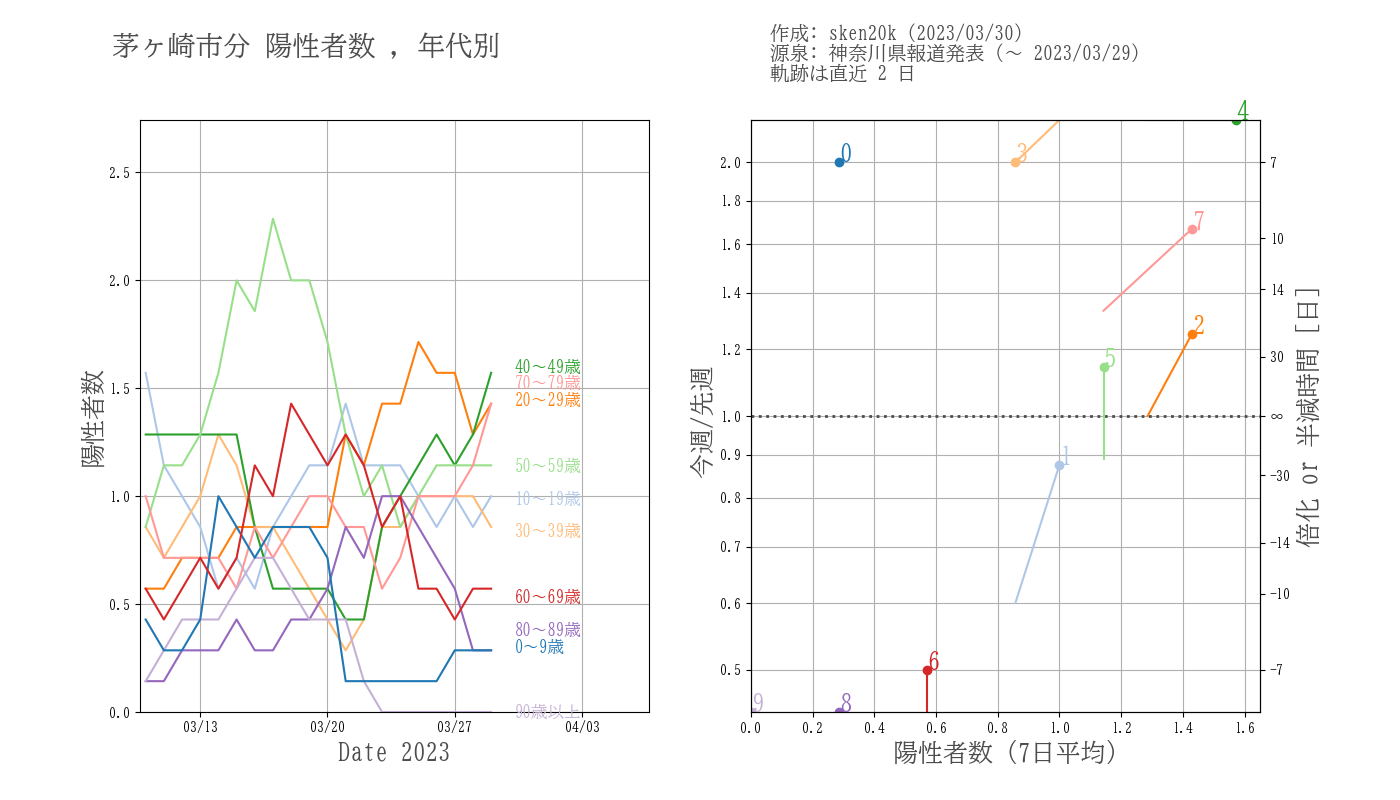 茅ヶ崎市分 陽性者数 , 年代別
作成: sken20k (2023/03/30)
源泉: 神奈川県報道発表 (～ 2023/03/29)
軌跡は直近 2 日
2.5
2.0
1.5
1.0
0.5
0.0
陽性者数
03/13
03/20
03/27
04/03
Date 2023
40～49歳
70～79歳
20～29歳
50～59歳
10～19歳
30～39歳
60～69歳
80～89歳
0～9歳
90歳以上
2.0
1.8
1.6
1.4
1.2
1.0
0.9
0.8
0.7
0.6
0.5
今週/先週
0
3
4
7
2
5
1
6
9
8
0.0
0.2
0.4
0.6
0.8
1.0
1.2
1.4
1.6
陽性者数 (7日平均)
7
10
14
30
∞
-30
-14
-10
-7
倍化 or 半減時間 [日]